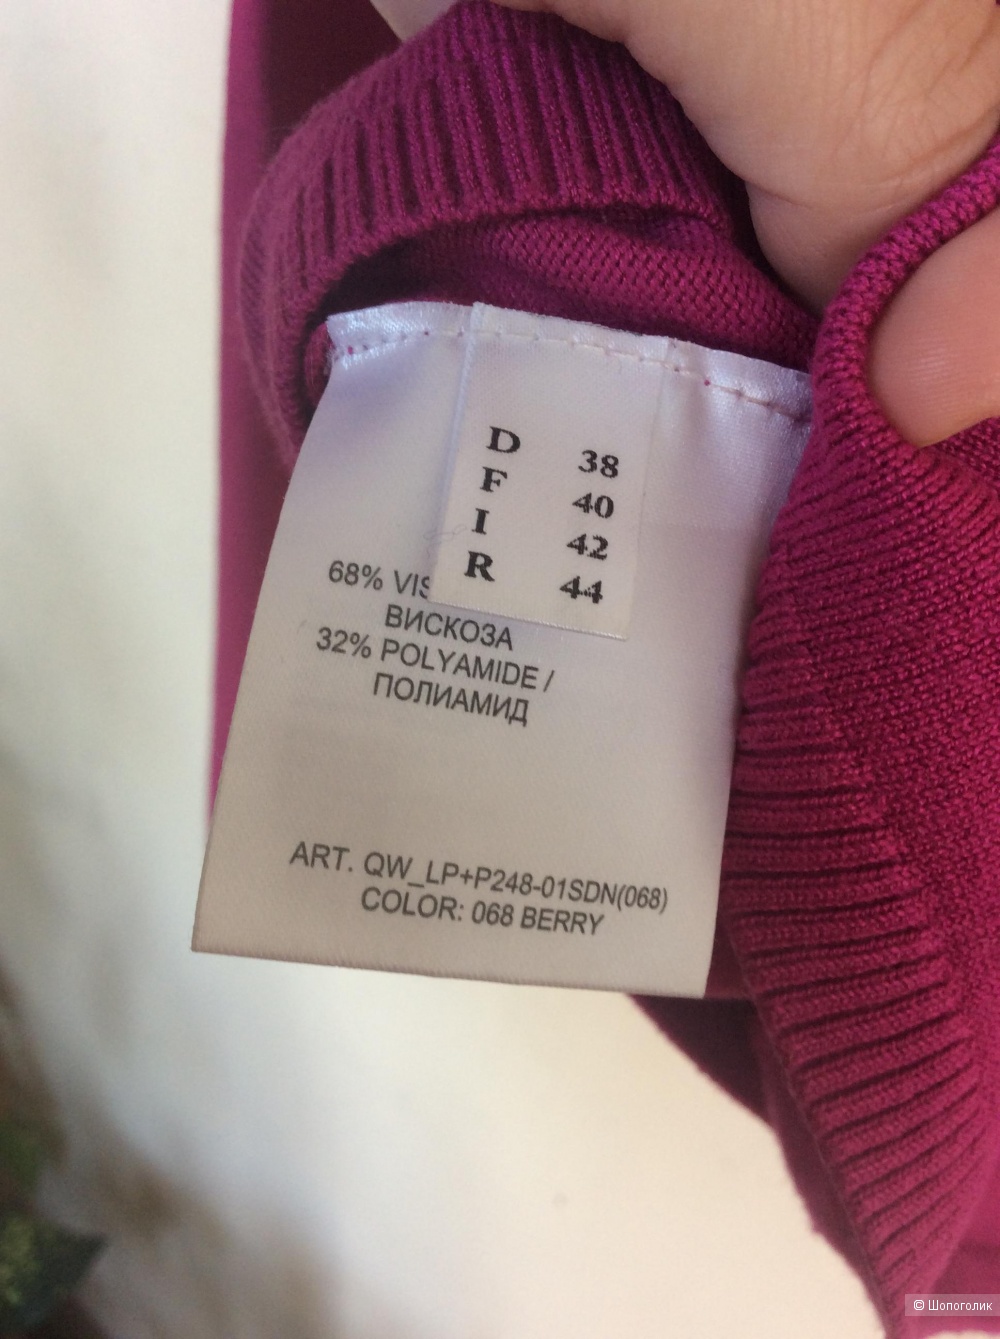 D 38
F 40
I 42
R 44
68% VIS
ВИСКОЗА
32% POLYAMIDE /
ПОЛИАМИД
ART. QW_LP+P248-01SDN(068)
COLOR: 068 BERRY
© Шопоголик